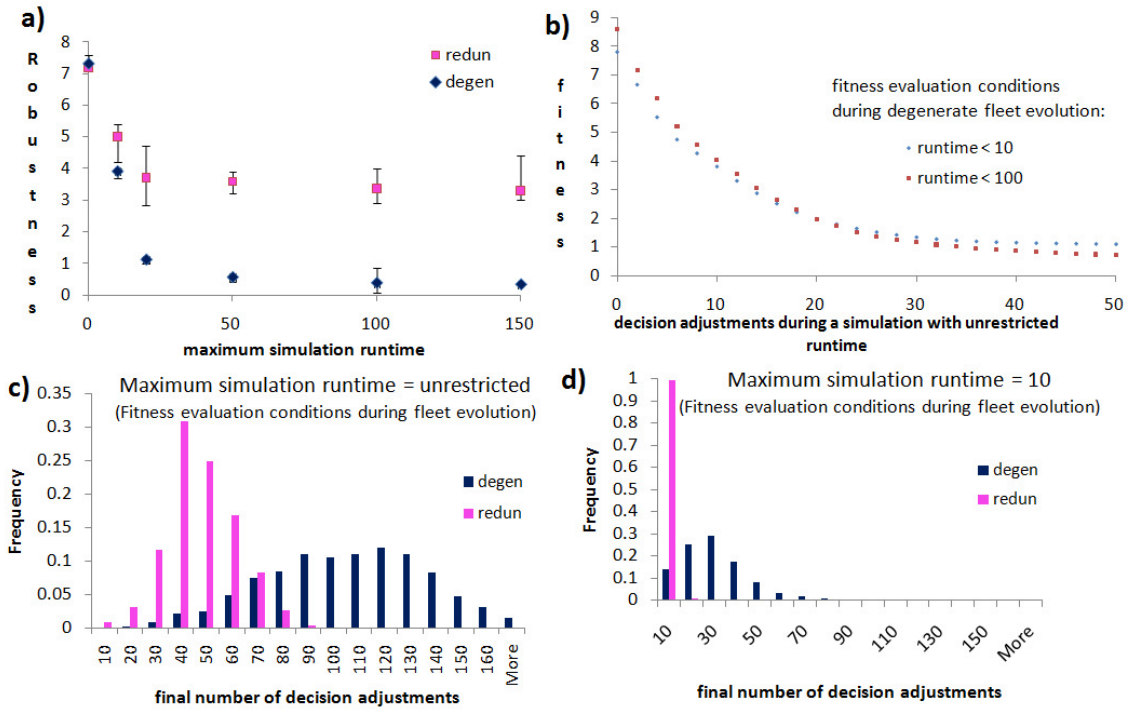 a)
Robustness
8
7
6
5
4
3
2
1
0
0 50 100 150
maximum simulation runtime
redun
degen
b)
fitness
9
8
7
6
5
4
3
2
1
0
0 10 20 30 40 50
decision adjustments during a simulation with unrestricted
runtime
fitness evaluation conditions
during degenerate fleet evolution:
runtime < 10
runtime < 100
c)
Maximum simulation runtime = unrestricted
(Fitness evaluation conditions during fleet evolution)
Frequency
0.35
0.3
0.25
0.2
0.15
0.1
0.05
0
degen
redun
10 20 30 40 50 60 70 80 90 100 110 120 130 140 150 160 More
final number of decision adjustments
d)
Maximum simulation runtime = 10
(Fitness evaluation conditions during fleet evolution)
Frequency
1
0.9
0.8
0.7
0.6
0.5
0.4
0.3
0.2
0.1
0
degen
redun
10 30 50 70 90 110 130 150 More
final number of decision adjustments